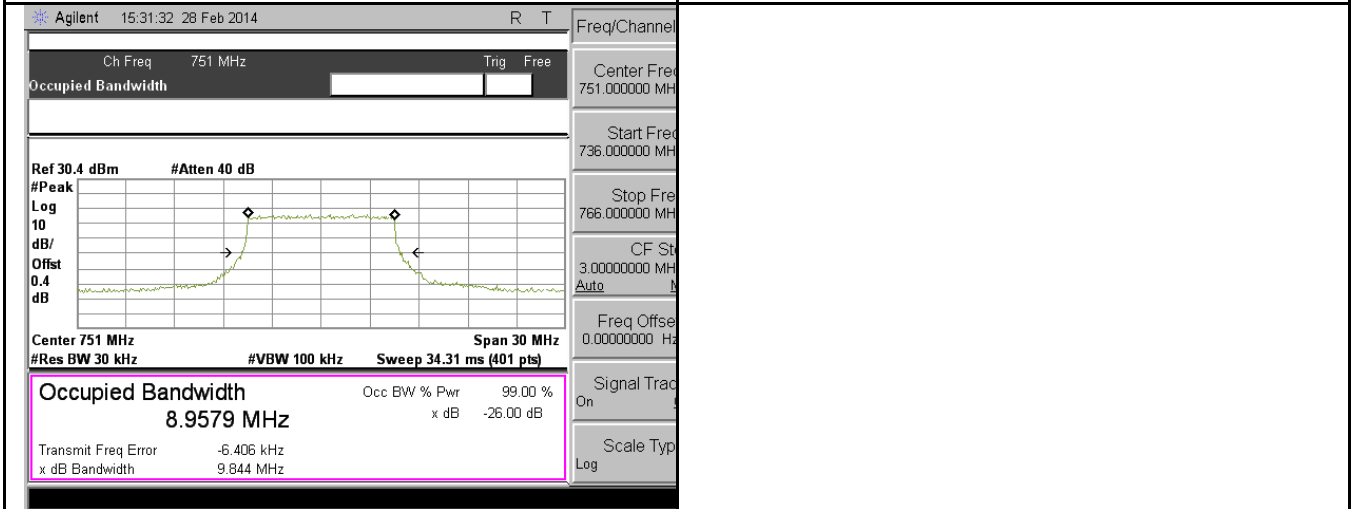 Agilent 15:31:32 28 Feb 2014 R T
Ch Freq 751 MHz Trig Free
Occupied Bandwidth
Ref 30.4 dBm #Atten 40 dB
#Peak
Log
10
dB/
Offst
0.4
dB
Center 751 MHz Span 30 MHz
#Res BW 30 kHz #VBW 100 kHz Sweep 34.31 ms (401 pts)
Occupied Bandwidth
8.9579 MHz
Occ BW % Pwr 99.00 %
x dB -26.00 dB
Transmit Freq Error -6.406 kHz
x dB Bandwidth 9.844 MHz
Freq/Channel
Center Freq
751.000000 MH
Start Freq
736.000000 MH
Stop Fre
766.000000 MH
CF Ste
3.00000000 MH
Auto
Freq Offse
0.00000000 Hz
Signal Trac
On
Scale Typ
Log